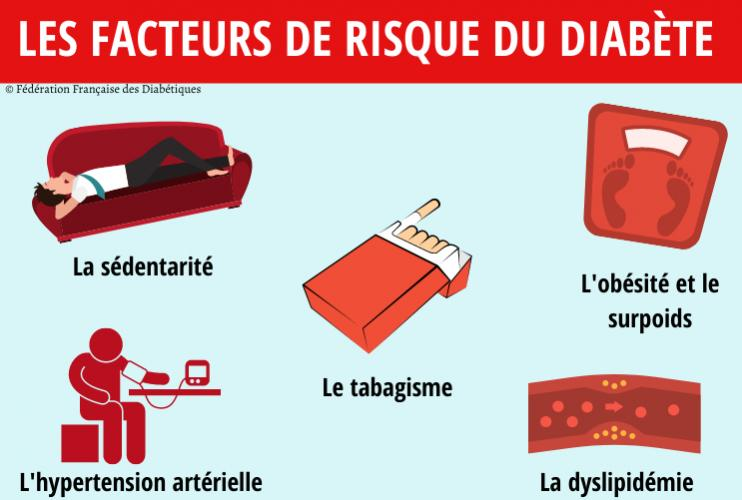 LES FACTEURS DE RISQUE DU DIABÈTE
© Fédération Française des Diabétiques
La sédentarité
L'obésité et le
surpoids
Le tabagisme
L'hypertension artérielle
La dyslipidémie